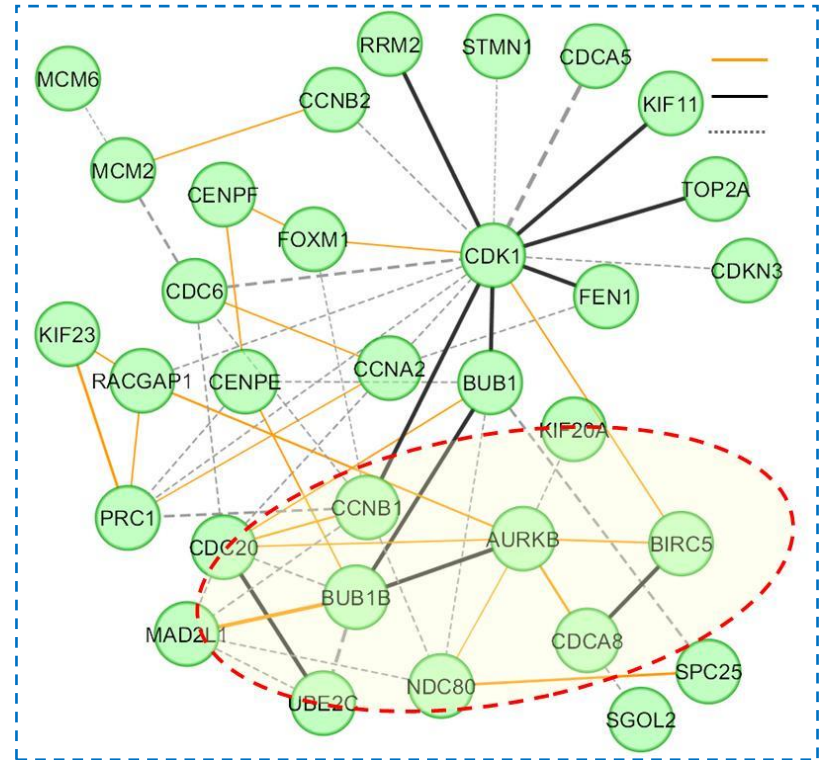 RRM2
STMN1
CDCA5
MCM6
CCNB2
KIF11
MCM2
TOP2A
CENPF
FOXM1
CDK1
CDKN3
CDC6
FEN1
KIF23
RACGAP1
CENPE
CCNA2
BUB1
KIF20A
PRC1
CCNB1
CDC20
AURKB
BIRC5
BUB1B
MAD2L1
CDCA8
SPC25
NDC80
UBE2C
SGOL2